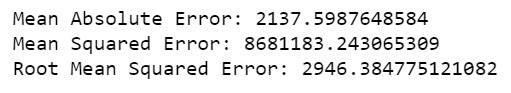 Mean Absolute Error: 2137.5987648584
Mean Squared Error: 8681183.243065309
Root Mean Squared Error: 2946.384775121082